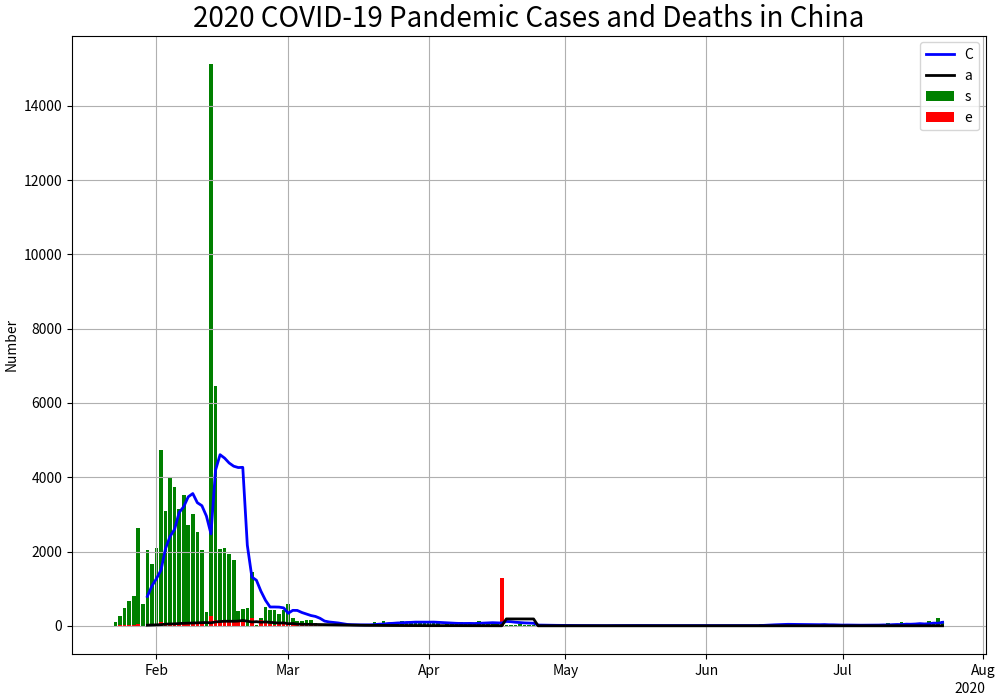 2020 COVID-19 Pandemic Cases and Deaths in China
C
a
s
e
14000
12000
10000
8000
6000
4000
2000
0
Number
Feb Mar Apr May Jun Jul Aug
2020